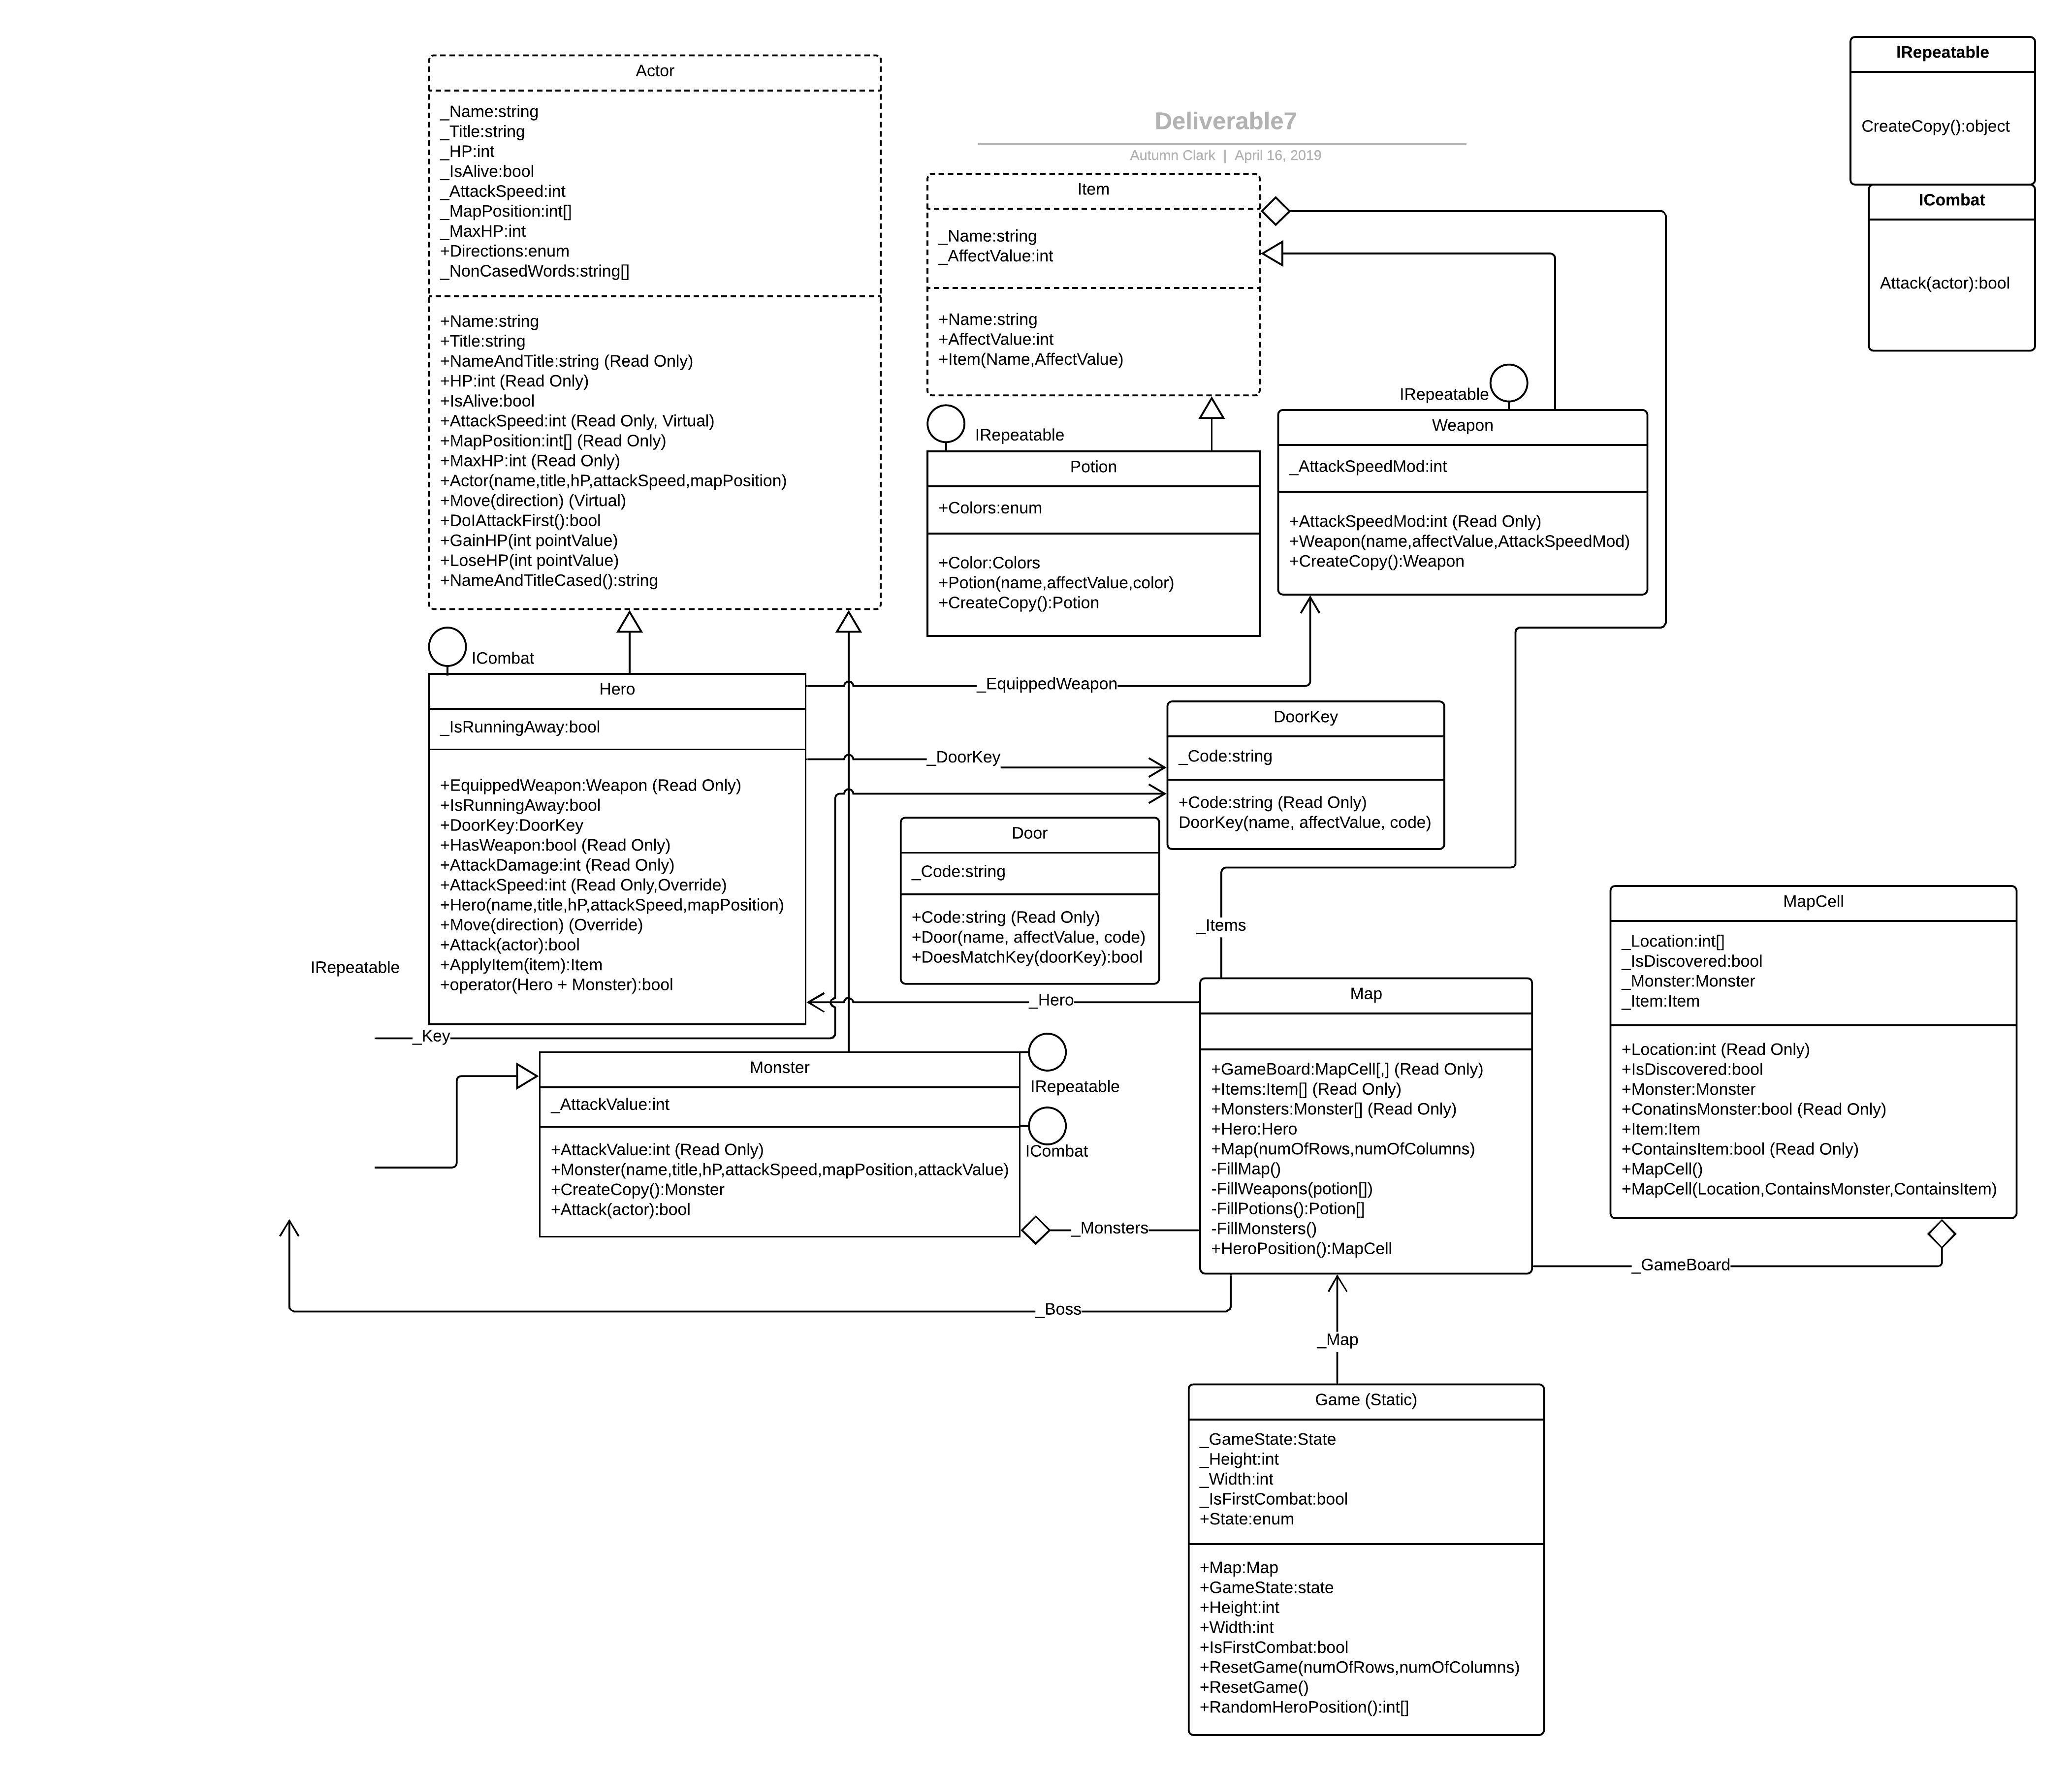 Deliverable7
Autumn Clark | April 16, 2019
Actor
_Name:string
_Title:string
_HP:int
_IsAlive:bool
_AttackSpeed:int
_MapPosition:int[]
_MaxHP:int
+Directions:enum
_NonCasedWords:string[]
+Name:string
+Title:string
+NameAndTitle:string (Read Only)
+HP:int (Read Only)
+IsAlive:bool
+AttackSpeed:int (Read Only, Virtual)
+MapPosition:int[] (Read Only)
+MaxHP:int (Read Only)
+Actor(name,title,hP,attackSpeed,mapPosition)
+Move(direction) (Virtual)
+DoIAttackFirst():bool
+GainHP(int pointValue)
+LoseHP(int pointValue)
+NameAndTitleCased():string
Item
_Name:string
_AffectValue:int
+Name:string
+AffectValue:int
+Item(Name,AffectValue)
IRepeatable
CreateCopy():object
ICombat
Attack(actor):bool
IRepeatable
Potion
+Colors:enum
+Color:Colors
+Potion(name,affectValue,color)
+CreateCopy():Potion
IRepeatable
Weapon
_AttackSpeedMod:int
+AttackSpeedMod:int (Read Only)
+Weapon(name,affectValue,AttackSpeedMod)
+CreateCopy():Weapon
ICombat
Hero
_IsRunningAway:bool
+EquippedWeapon:Weapon (Read Only)
+IsRunningAway:bool
+DoorKey:DoorKey
+HasWeapon:bool (Read Only)
+AttackDamage:int (Read Only)
+AttackSpeed:int (Read Only,Override)
+Hero(name,title,hP,attackSpeed,mapPosition)
+Move(direction) (Override)
+Attack(actor):bool
+ApplyItem(item):Item
+operator(Hero + Monster):bool
_EquippedWeapon
_DoorKey
DoorKey
_Code:string
+Code:string (Read Only)
DoorKey(name, affectValue, code)
Door
_Code:string
+Code:string (Read Only)
+Door(name, affectValue, code)
+DoesMatchKey(doorKey):bool
_Items
IRepeatable
_Hero
_Key
Monster
_AttackValue:int
+AttackValue:int (Read Only)
+Monster(name,title,hP,attackSpeed,mapPosition,attackValue)
+CreateCopy():Monster
+Attack(actor):bool
IRepeatable
ICombat
_Monsters
Map
+GameBoard:MapCell[,] (Read Only)
+Items:Item[] (Read Only)
+Monsters:Monster[] (Read Only)
+Hero:Hero
+Map(numOfRows,numOfColumns)
-FillMap()
-FillWeapons(potion[])
-FillPotions():Potion[]
-FillMonsters()
+HeroPosition():MapCell
MapCell
_Location:int[]
_IsDiscovered:bool
_Monster:Monster
_Item:Item
+Location:int (Read Only)
+IsDiscovered:bool
+Monster:Monster
+ConatinsMonster:bool (Read Only)
+Item:Item
+ContainsItem:bool (Read Only)
+MapCell()
+MapCell(Location,ContainsMonster,ContainsItem)
_GameBoard
_Boss
_Map
Game (Static)
_GameState:State
_Height:int
_Width:int
_IsFirstCombat:bool
+State:enum
+Map:Map
+GameState:state
+Height:int
+Width:int
+IsFirstCombat:bool
+ResetGame(numOfRows,numOfColumns)
+ResetGame()
+RandomHeroPosition():int[]